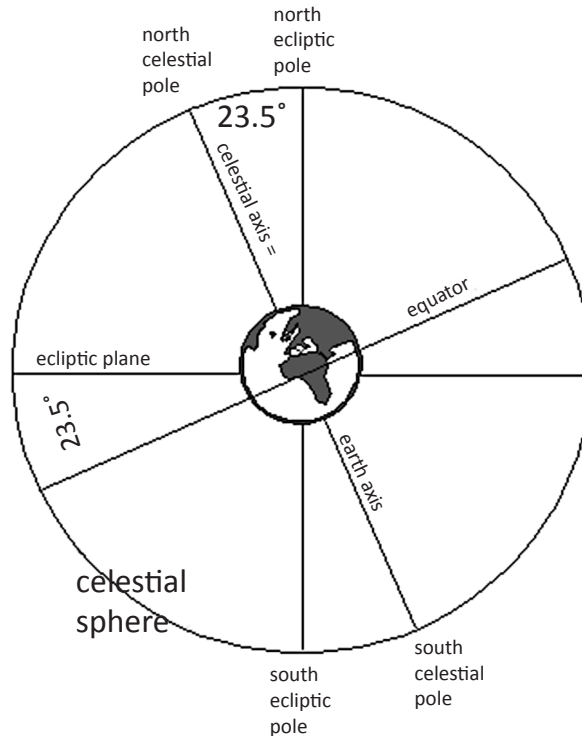 north
celestial
pole
north
ecliptic
pole
23.5°
celestial axis =
equator
ecliptic plane
23.5°
earth axis
celestial
sphere
south
ecliptic
pole
south
celestial
pole